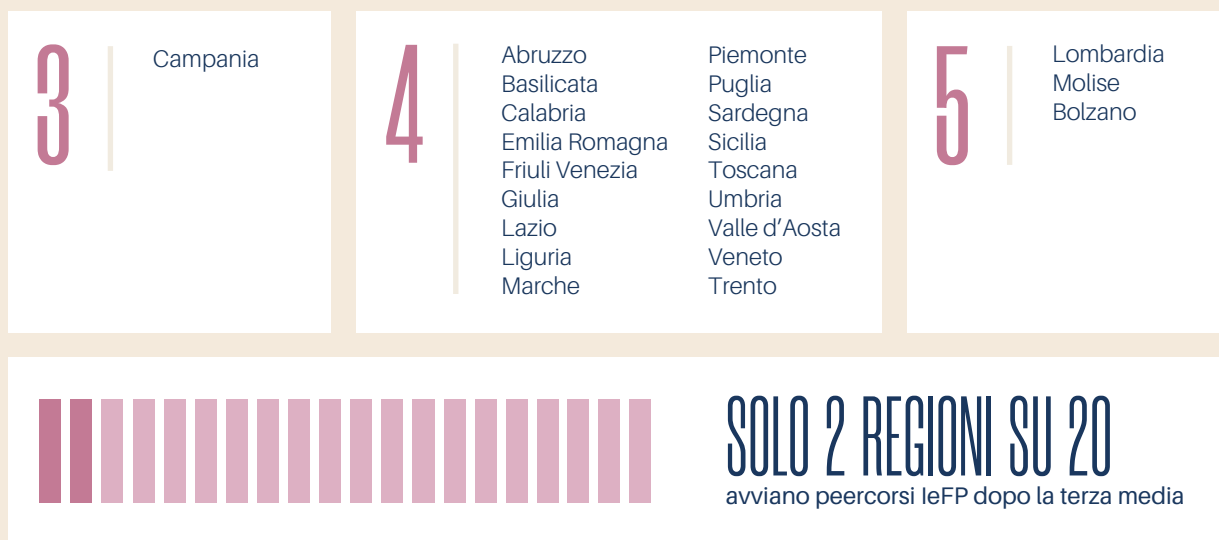 3
Campania
4
Abruzzo
Basilicata
Calabria
Emilia Romagna
Friuli Venezia
Giulia
Lazio
Liguria
Marche
Piemonte
Puglia
Sardegna
Sicilia
Toscana
Umbria
Valle d’Aosta
Veneto
Trento
5
Lombardia
Molise
Bolzano
SOLO 2 REGIONI SU 20
avviano peercorsi IeFP dopo la terza media